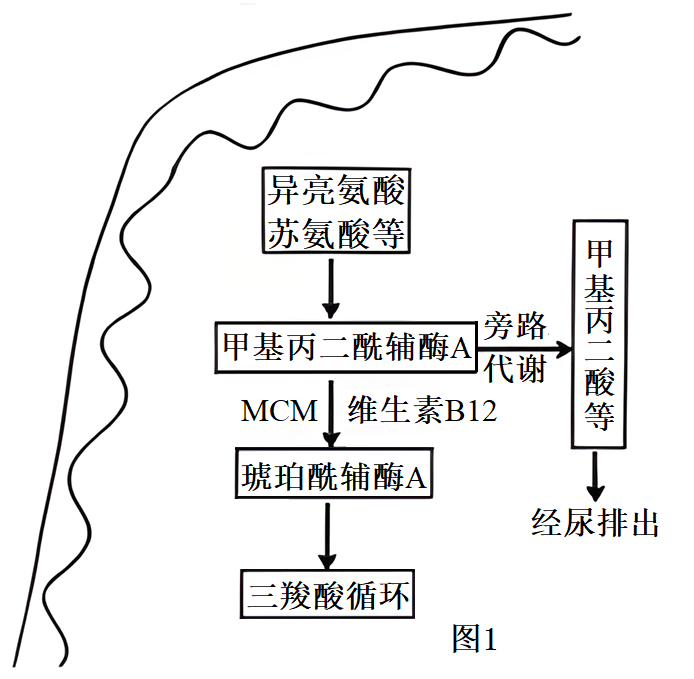 异亮氨酸
苏氨酸等
甲基丙二酰辅酶A
旁路
代谢
甲基丙二酸等
MCM 维生素B12
琥珀酰辅酶A
经尿排出
三羧酸循环
图1